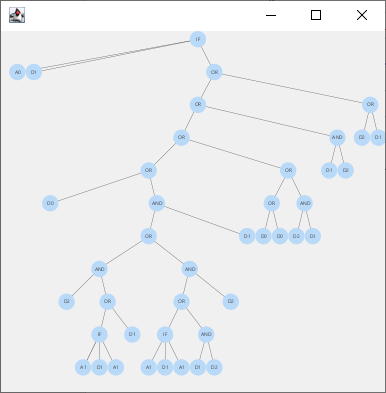 IF
A0 D1 OR
OR OR
OR AND D2 D1
OR OR D1 D2
D0 AND OR AND
OR D1 D0 D0 D2 D1
AND AND
D2 OR OR D2
IF D1 IF AND
A1 D1 A1 A1 D1 A1 D1 D2